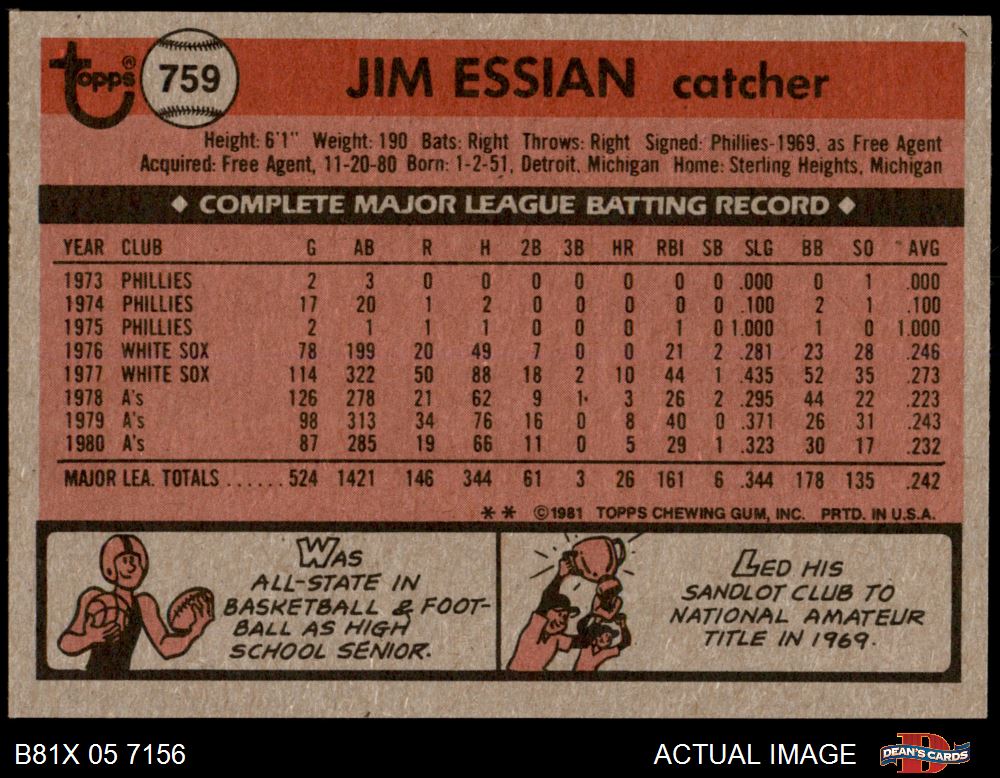 Topps® 759 JIM ESSIAN catcher
Height: 6'1" Weight: 190 Bats: Right Throws: Right Signed: Phillies-1969, as Free Agent
Acquired: Free Agent, 11-20-80 Born: 1-2-51, Detroit, Michigan Home: Sterling Heights, Michigan
◆ COMPLETE MAJOR LEAGUE BATTING RECORD ◆
YEAR CLUB G AB R H 2B 3B HR RBI SB SLG BB SO AVG
1973 PHILLIES 2 3 0 0 0 0 0 0 0 .000 0 1 .000
1974 PHILLIES 17 20 1 2 0 0 0 0 0 .100 2 1 .100
1975 PHILLIES 2 1 1 1 0 0 0 1 0 1.000 1 0 1.000
1976 WHITE SOX 78 199 20 49 7 0 0 21 2 .281 23 28 .246
1977 WHITE SOX 114 322 50 88 18 2 10 44 1 .435 52 35 .273
1978 A's 126 278 21 62 9 1 3 26 2 .295 44 22 .223
1979 A's 98 313 34 76 16 0 8 40 0 .371 26 31 .243
1980 A's 87 285 19 66 11 0 5 29 1 .323 30 17 .232
MAJOR LEA. TOTALS ...... 524 1421 146 344 61 3 26 161 6 .344 178 135 .242
** ©1981 TOPPS CHEWING GUM, INC. PRTD. IN U.S.A.
WAS
ALL-STATE IN
BASKETBALL & FOOT-
BALL AS HIGH
SCHOOL SENIOR.
LED HIS
SANDLOT CLUB TO
NATIONAL AMATEUR
TITLE IN 1969.
B81X 05 7156 ACTUAL IMAGE DEAN'S CARDS